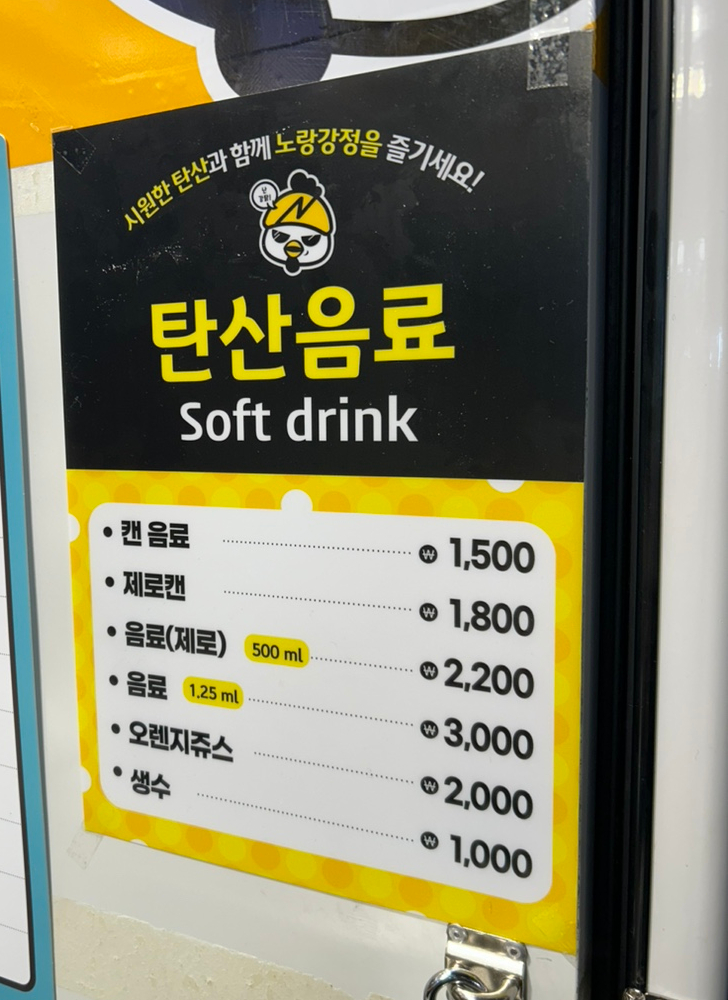 시원한 탄산과 함께 노랑강정을 즐기세요!
탄산음료
Soft drink
• 캔 음료 ₩ 1,500
• 제로캔 ₩ 1,800
• 음료(제로) 500 ml ₩ 2,200
• 음료 1.25 ml ₩ 3,000
• 오렌지쥬스 ₩ 2,000
• 생수 ₩ 1,000